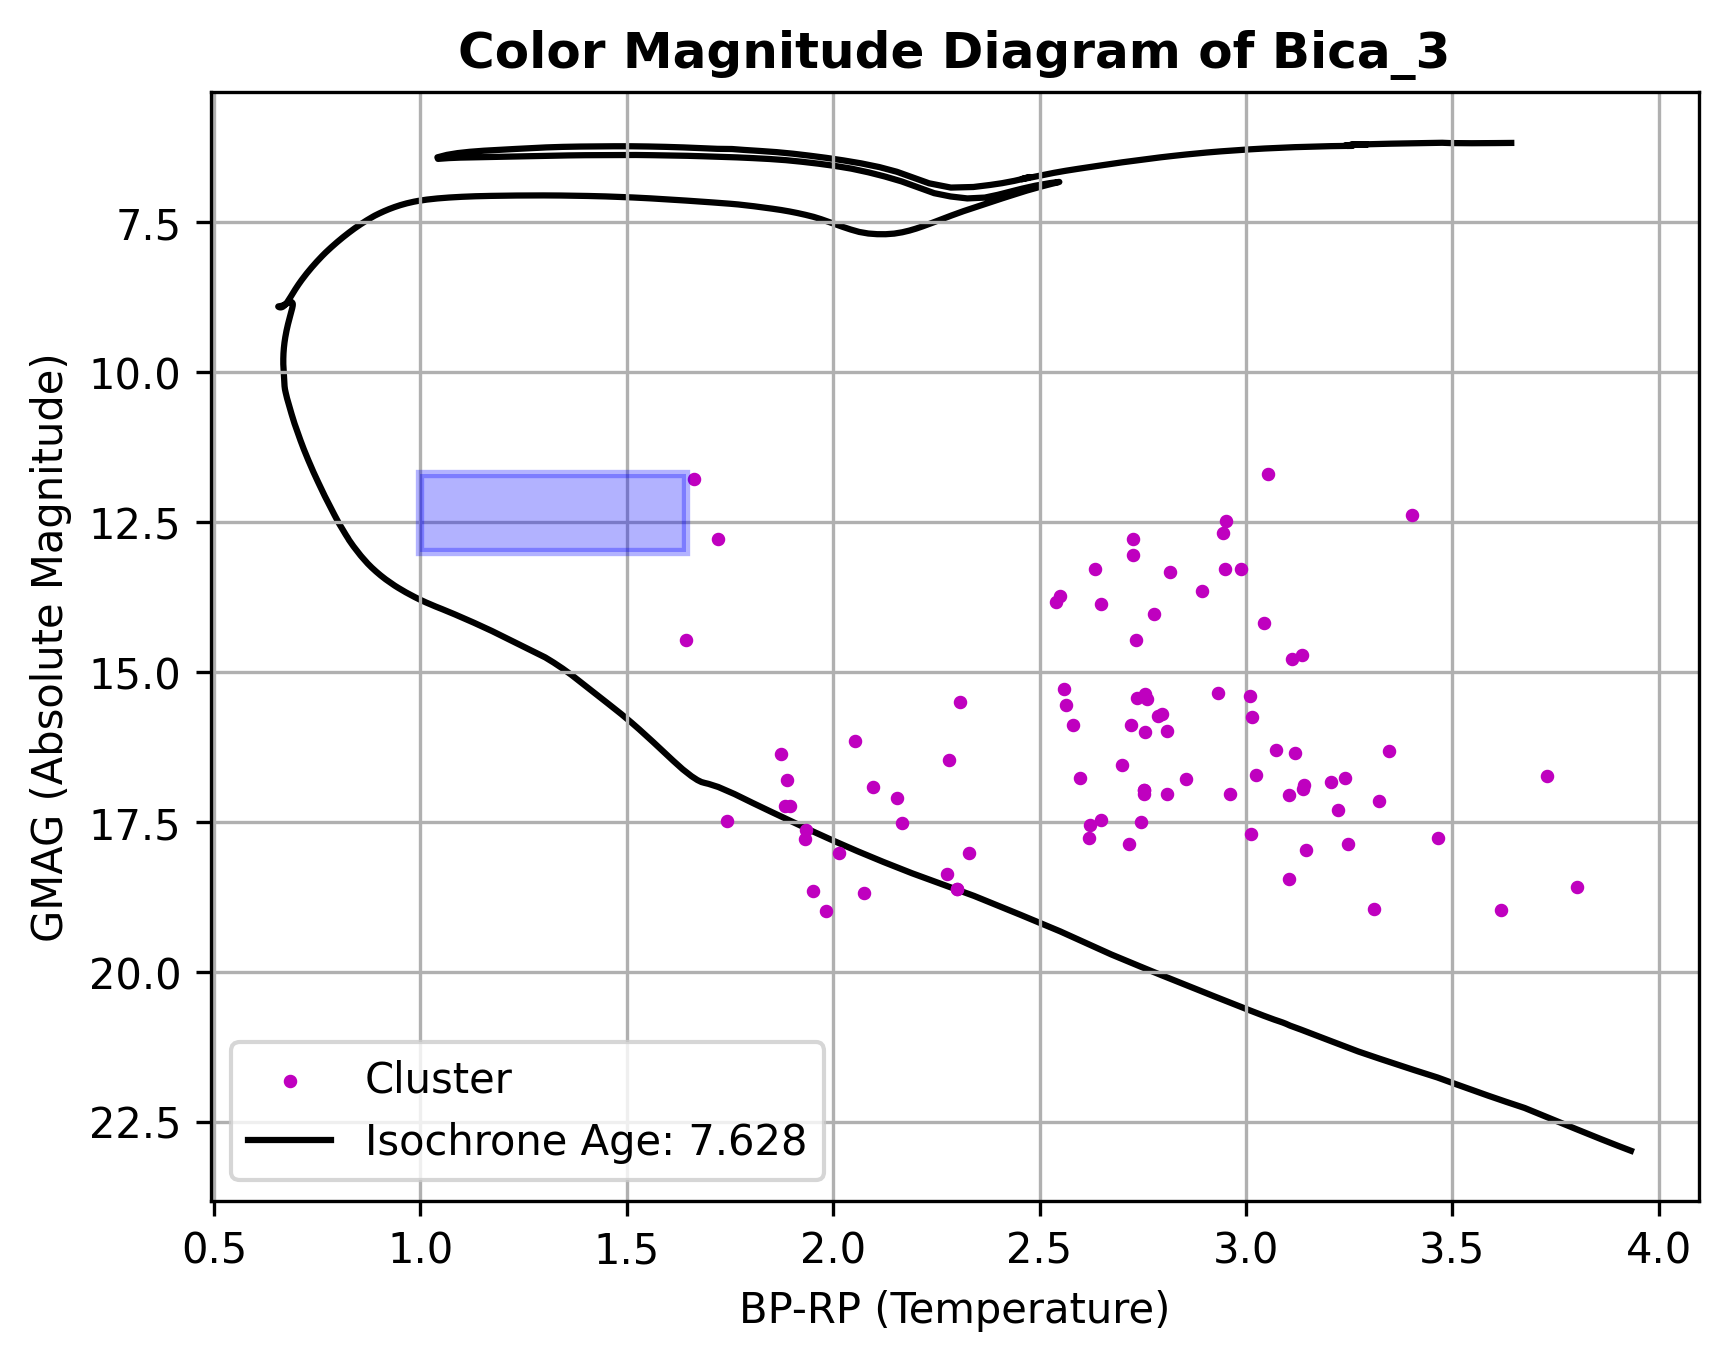 Color Magnitude Diagram of Bica_3
GMAG (Absolute Magnitude)
7.5
10.0
12.5
15.0
17.5
20.0
22.5
Cluster
Isochrone Age: 7.628
0.5 1.0 1.5 2.0 2.5 3.0 3.5 4.0
BP-RP (Temperature)